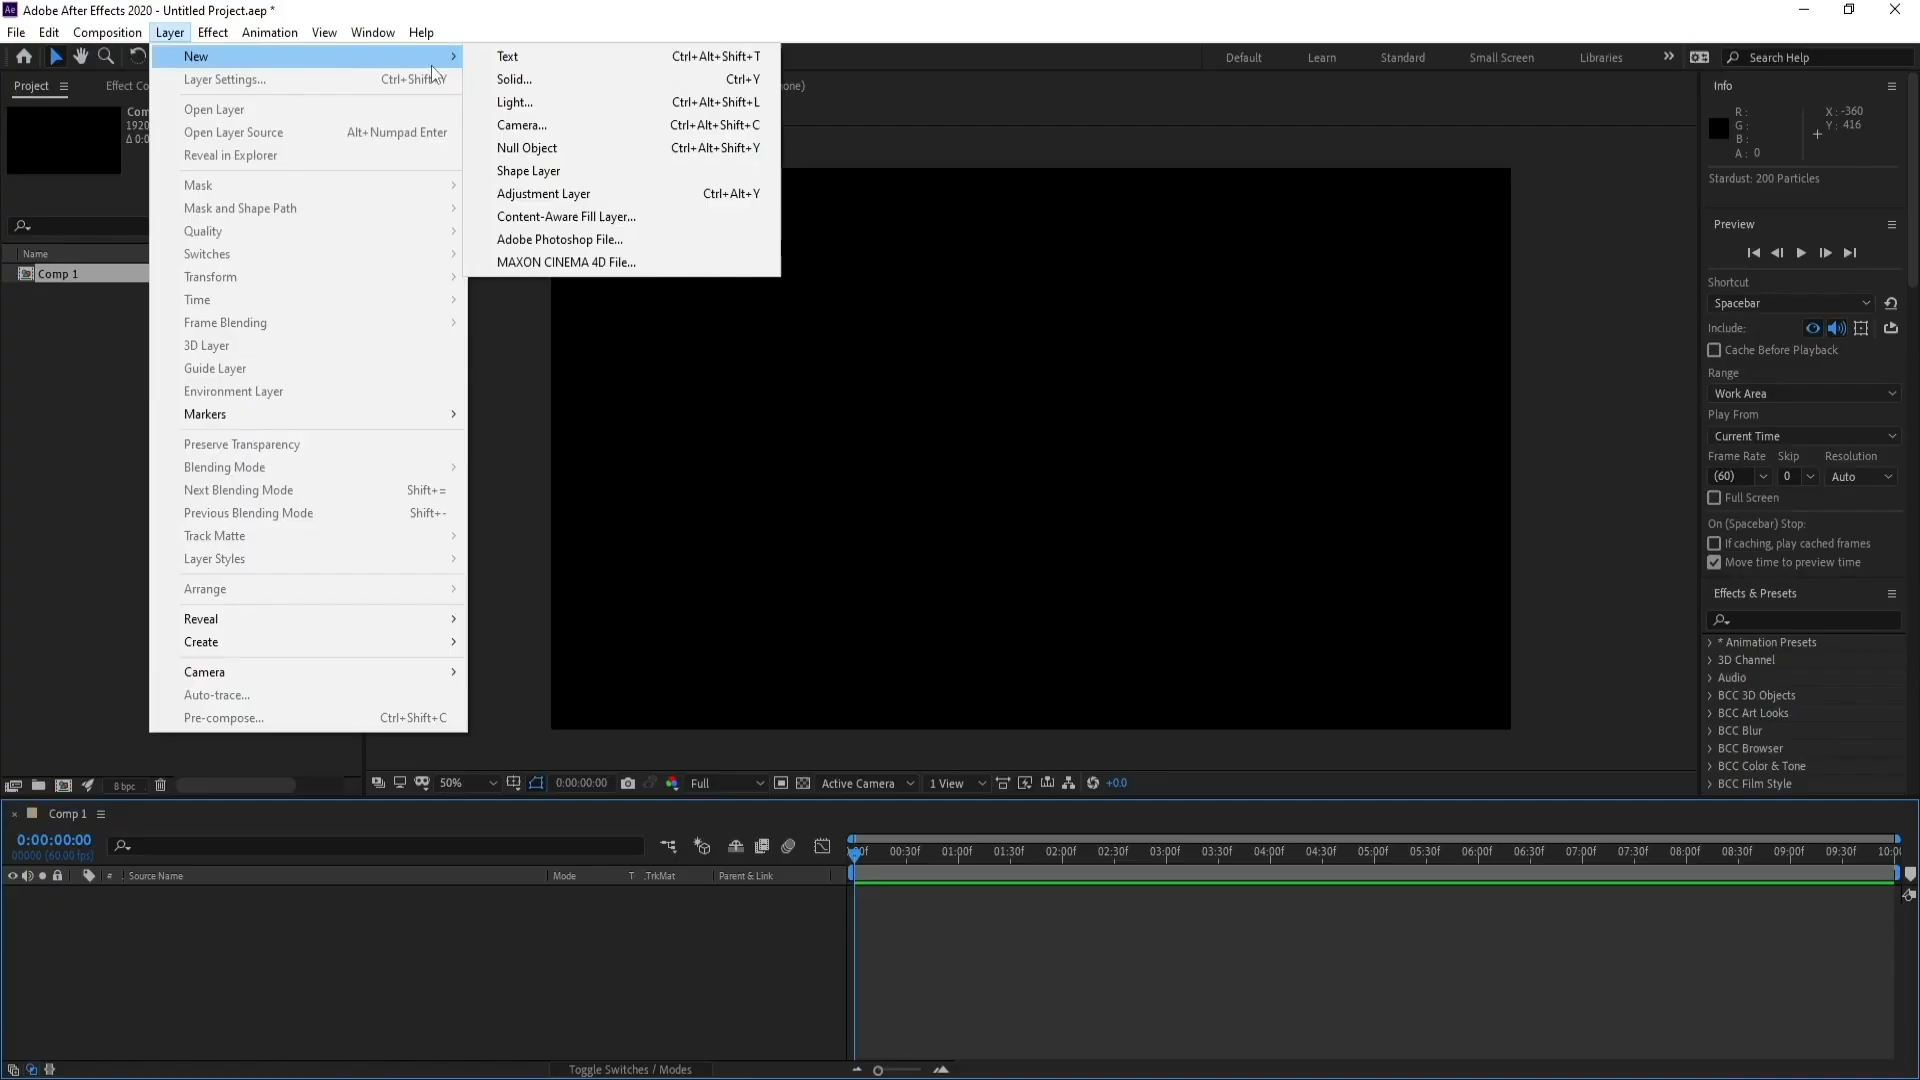 Adobe After Effects 2020 - Untitled Project.aep *
File Edit Composition Layer Effect Animation View Window Help
Default Learn Standard Small Screen Libraries Search Help
Project Effect Co
Com
1920
Δ 0:0
Name
Comp 1
New
Layer Settings... Ctrl+Shift+Y
Open Layer
Open Layer Source Alt+Numpad Enter
Reveal in Explorer
Mask
Mask and Shape Path
Quality
Switches
Transform
Time
Frame Blending
3D Layer
Guide Layer
Environment Layer
Markers
Preserve Transparency
Blending Mode
Next Blending Mode Shift+=
Previous Blending Mode Shift+-
Track Matte
Layer Styles
Arrange
Reveal
Create
Camera
Auto-trace...
Pre-compose... Ctrl+Shift+C
Text Ctrl+Alt+Shift+T
Solid... Ctrl+Y
Light... Ctrl+Alt+Shift+L
Camera... Ctrl+Alt+Shift+C
Null Object Ctrl+Alt+Shift+Y
Shape Layer
Adjustment Layer Ctrl+Alt+Y
Content-Aware Fill Layer...
Adobe Photoshop File...
MAXON CINEMA 4D File...
one)
Info
R : X : -360
G : Y : 416
B :
A : 0
Stardust: 200 Particles
Preview
Shortcut
Spacebar
Include:
Cache Before Playback
Range
Work Area
Play From
Current Time
Frame Rate Skip Resolution
(60) 0 Auto
Full Screen
On (Spacebar) Stop:
If caching, play cached frames
Move time to preview time
Effects & Presets
* Animation Presets
3D Channel
Audio
BCC 3D Objects
BCC Art Looks
BCC Blur
BCC Browser
BCC Color & Tone
BCC Film Style
8 bpc
50% 0:00:00:00 Full Active Camera 1 View +0.0
Comp 1
0:00:00:00
00000 (60.00 fps)
# Source Name Mode T .TrkMat Parent & Link
00f 00:30f 01:00f 01:30f 02:00f 02:30f 03:00f 03:30f 04:00f 04:30f 05:00f 05:30f 06:00f 06:30f 07:00f 07:30f 08:00f 08:30f 09:00f 09:30f 10:00
Toggle Switches / Modes